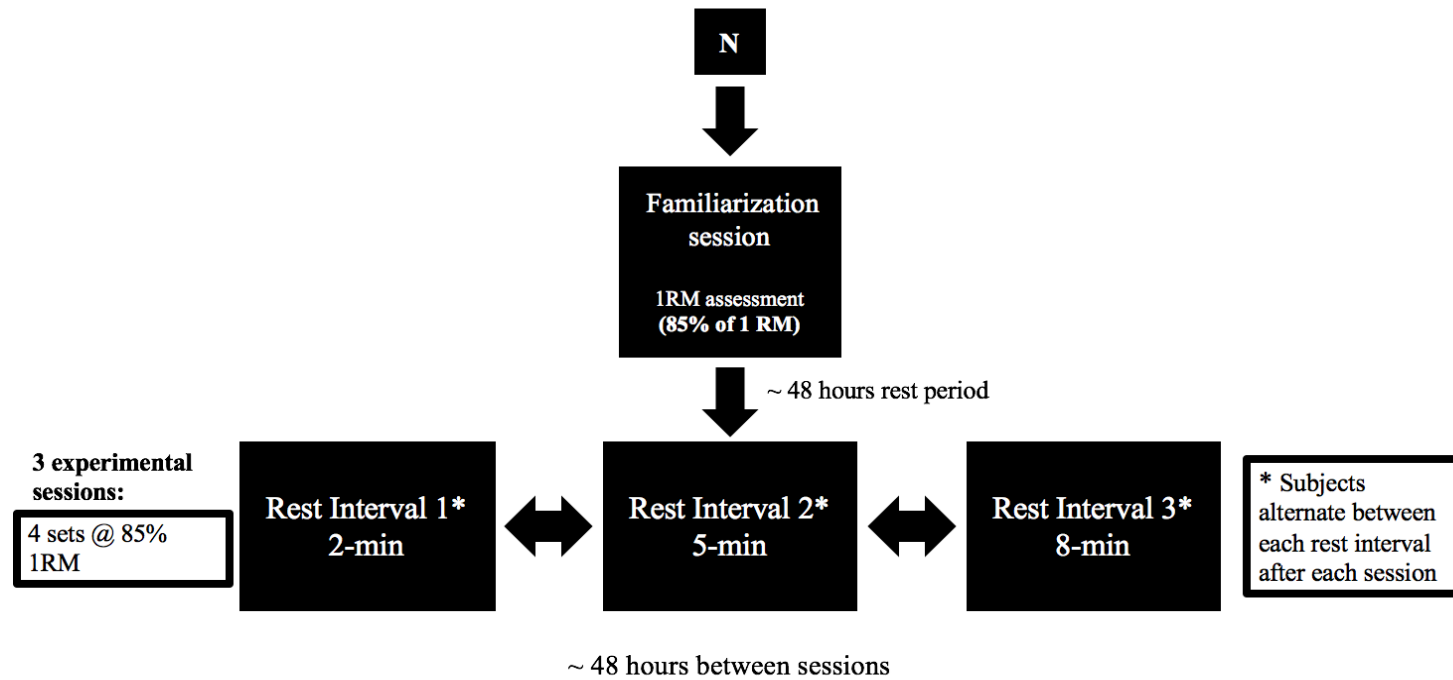 N
Familiarization
session
1RM assessment
(85% of 1 RM)
~ 48 hours rest period
3 experimental
sessions:
4 sets @ 85%
1RM
Rest Interval 1*
2-min
Rest Interval 2*
5-min
Rest Interval 3*
8-min
* Subjects
alternate between
each rest interval
after each session
~ 48 hours between sessions